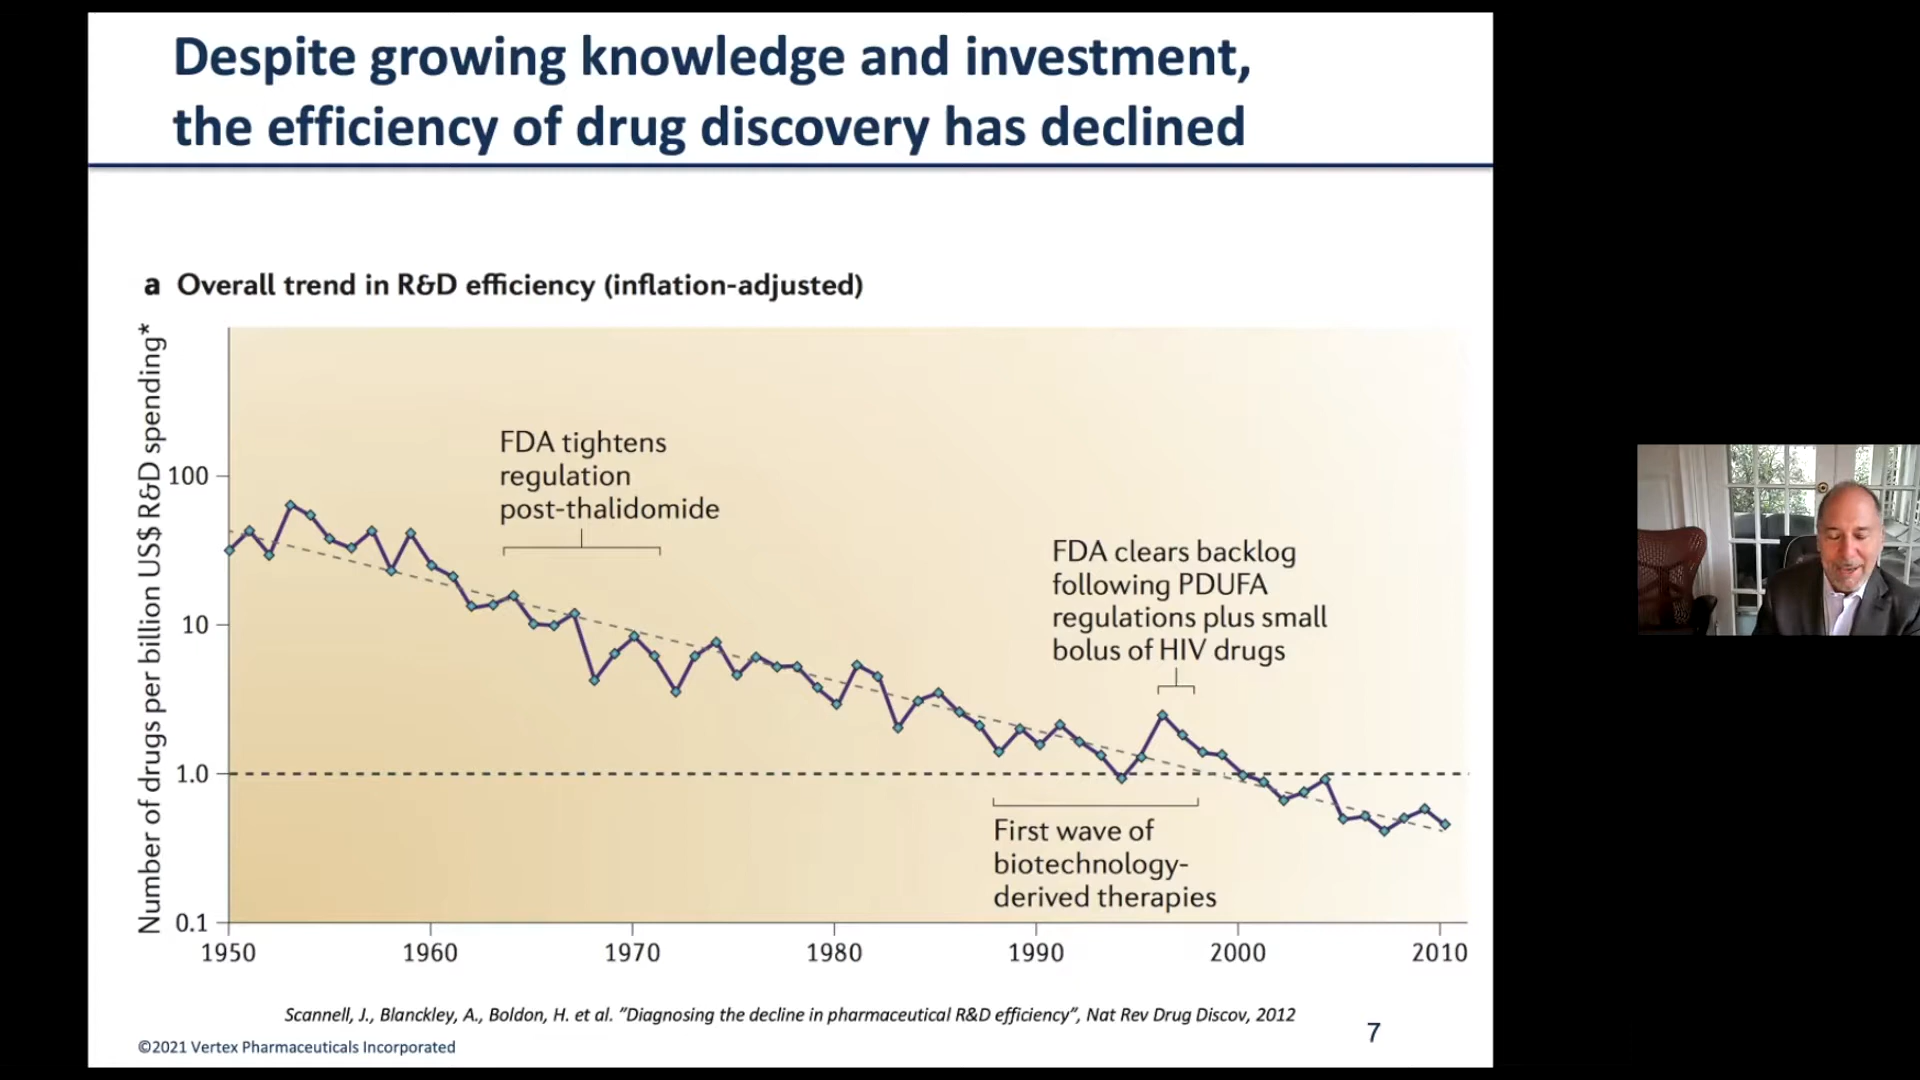 Despite growing knowledge and investment,
the efficiency of drug discovery has declined
a Overall trend in R&D efficiency (inflation-adjusted)
Number of drugs per billion US$ R&D spending*
100
10
1.0
0.1
FDA tightens
regulation
post-thalidomide
FDA clears backlog
following PDUFA
regulations plus small
bolus of HIV drugs
First wave of
biotechnology-
derived therapies
1950 1960 1970 1980 1990 2000 2010
Scannell, J., Blanckley, A., Boldon, H. et al. ”Diagnosing the decline in pharmaceutical R&D efficiency”, Nat Rev Drug Discov, 2012
7
©2021 Vertex Pharmaceuticals Incorporated